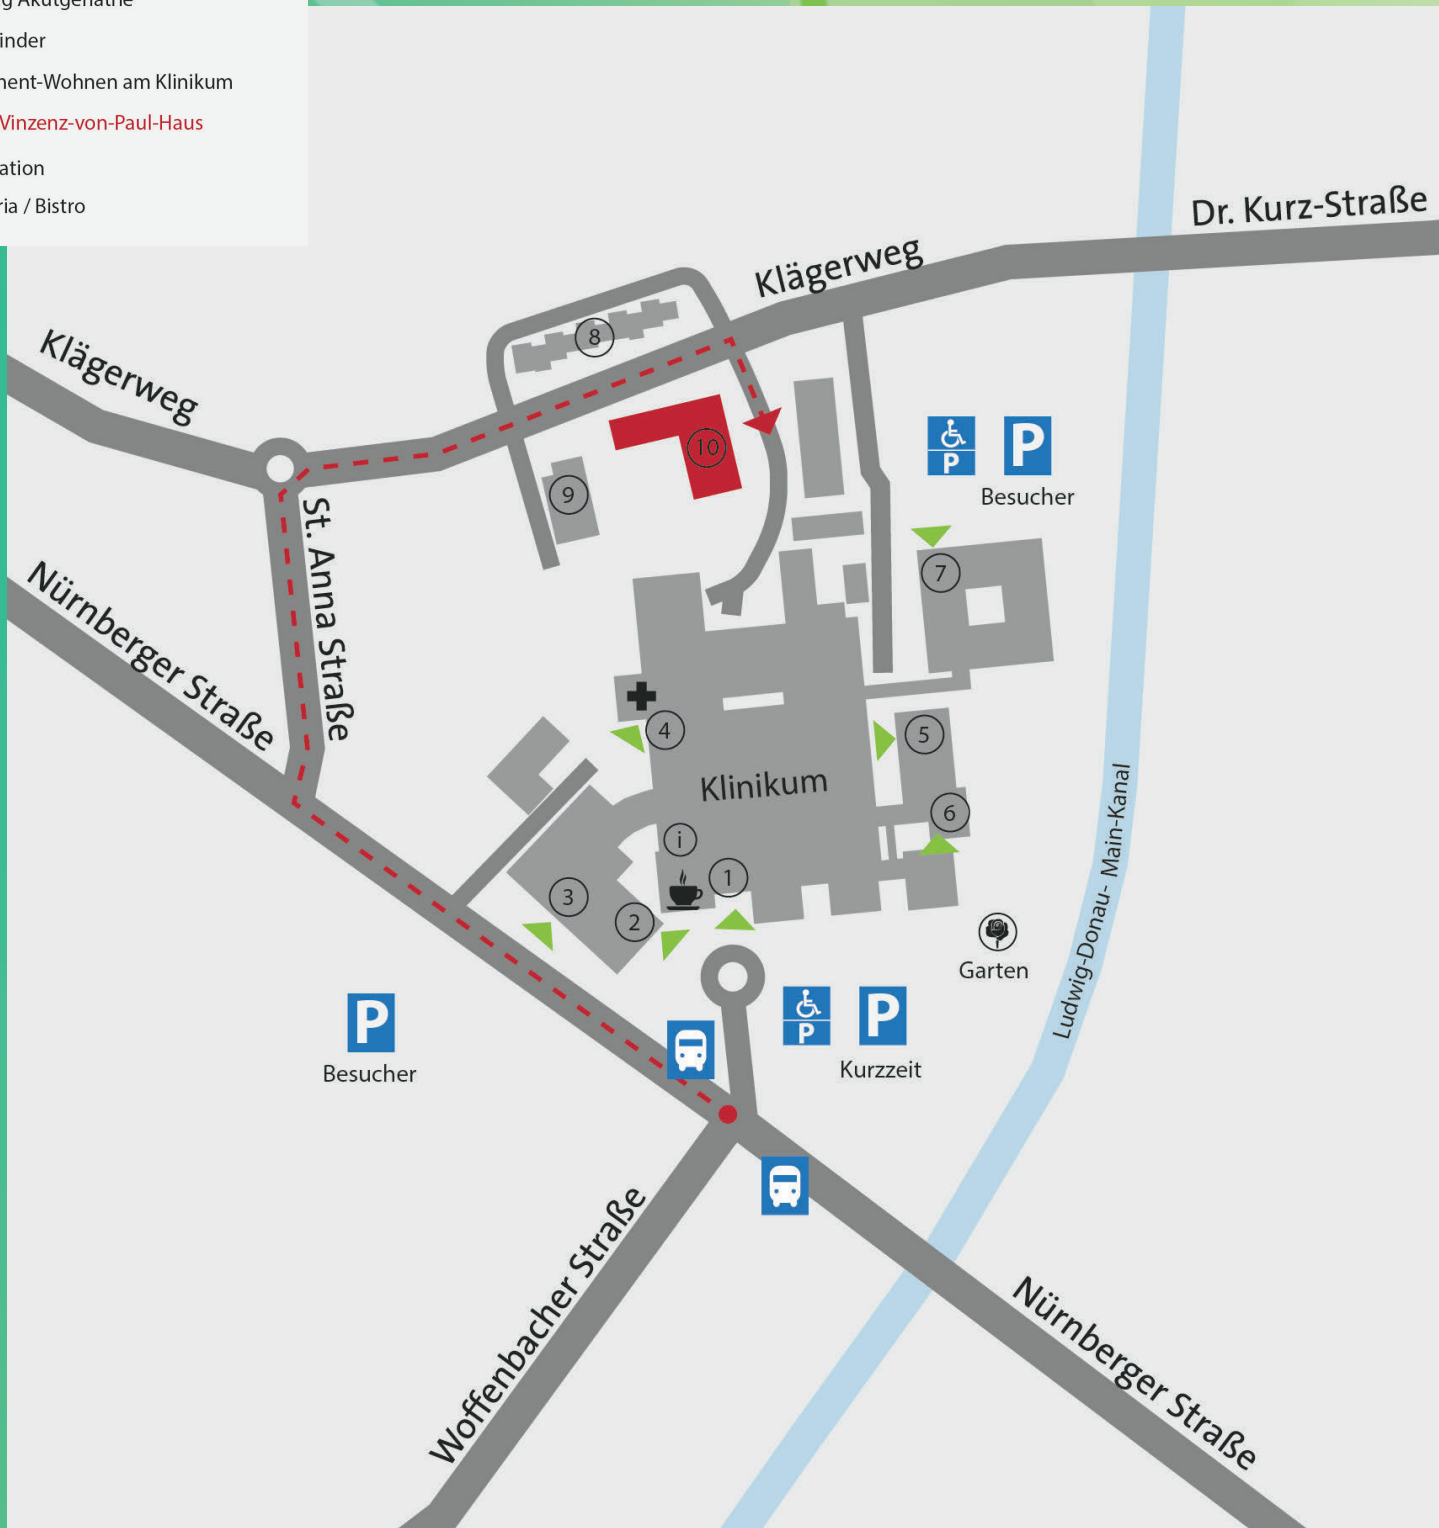 g Akutgeriatrie
inder
nent-Wohnen am Klinikum
Vinzenz-von-Paul-Haus
ation
ria / Bistro
Dr. Kurz-Straße
Klägerweg
8
Klägerweg
10
9
P
P
Besucher
St. Anna Straße
7
Nürnberger Straße
4
5
Klinikum
6
i
1
3
2
Ludwig-Donau- Main-Kanal
Garten
P
Besucher
P
P
Kurzzeit
Woffenbacher Straße
Nürnberger Straße